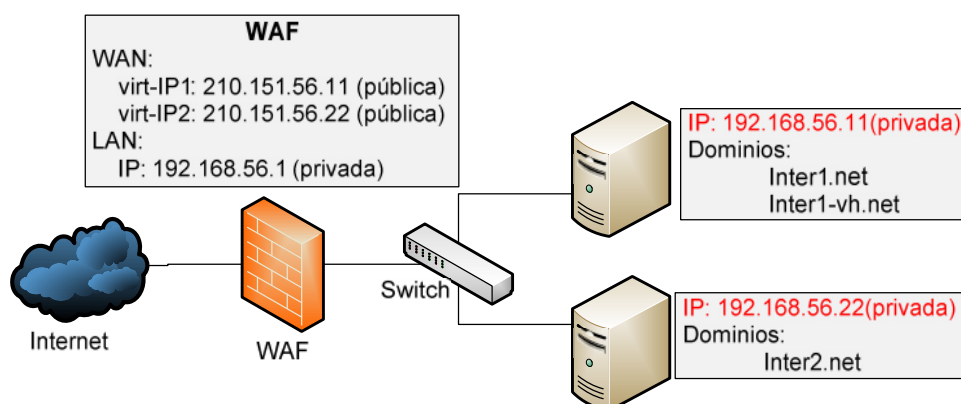 WAF
WAN:
virt-IP1: 210.151.56.11 (pública)
virt-IP2: 210.151.56.22 (pública)
LAN:
IP: 192.168.56.1 (privada)
IP: 192.168.56.11(privada)
Dominios:
Inter1.net
Inter1-vh.net
Internet
WAF
Switch
IP: 192.168.56.22(privada)
Dominios:
Inter2.net